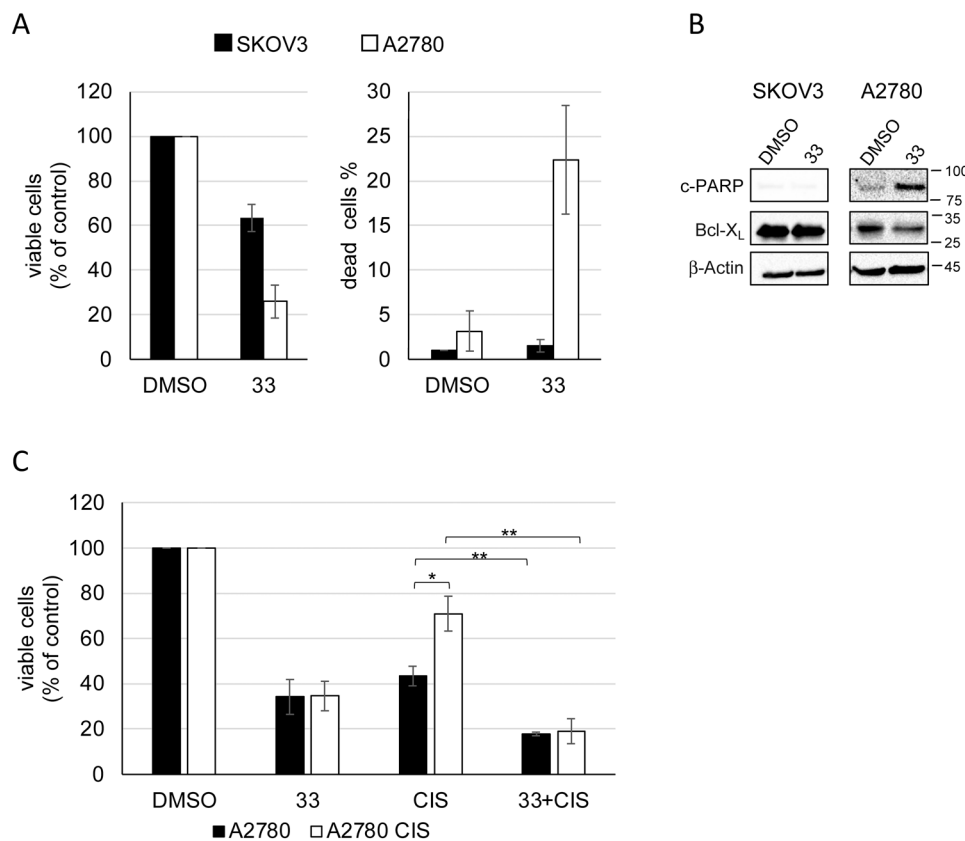 A
SKOV3 A2780
viable cells
(% of control)
120
100
80
60
40
20
0
DMSO 33
dead cells %
30
25
20
15
10
5
0
DMSO 33
B
SKOV3 A2780
DMSO 33 DMSO 33
c-PARP
100
75
Bcl-XL
35
25
β-Actin
45
C
viable cells
(% of control)
120
100
80
60
40
20
0
**
**
*
DMSO 33 CIS 33+CIS
A2780 A2780 CIS